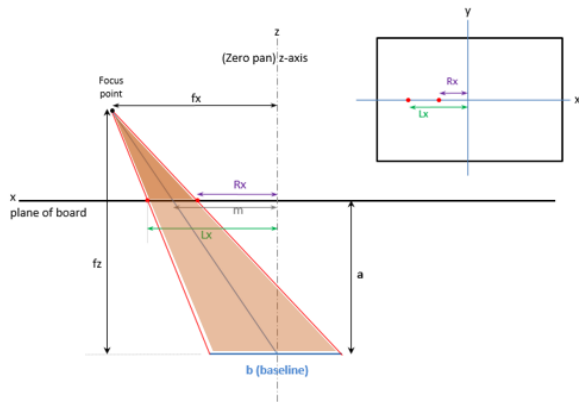 z
(Zero pan) z-axis
Focus
point
fx
y
Rx
x
Lx
x
plane of board
Rx
m
Lx
fz
a
b (baseline)